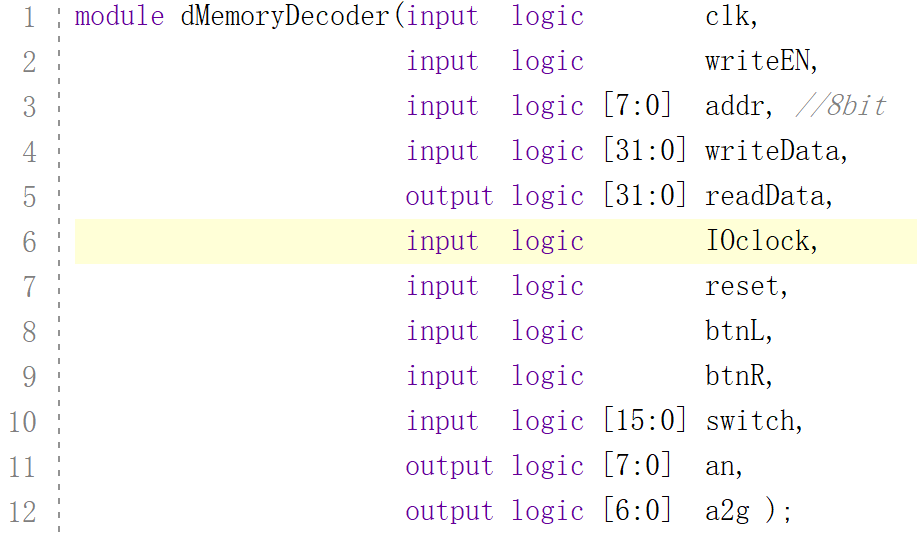 1 module dMemoryDecoder(input logic clk,
2 input logic writeEN,
3 input logic [7:0] addr, //8bit
4 input logic [31:0] writeData,
5 output logic [31:0] readData,
6 input logic IOclock,
7 input logic reset,
8 input logic btnL,
9 input logic btnR,
10 input logic [15:0] switch,
11 output logic [7:0] an,
12 output logic [6:0] a2g );